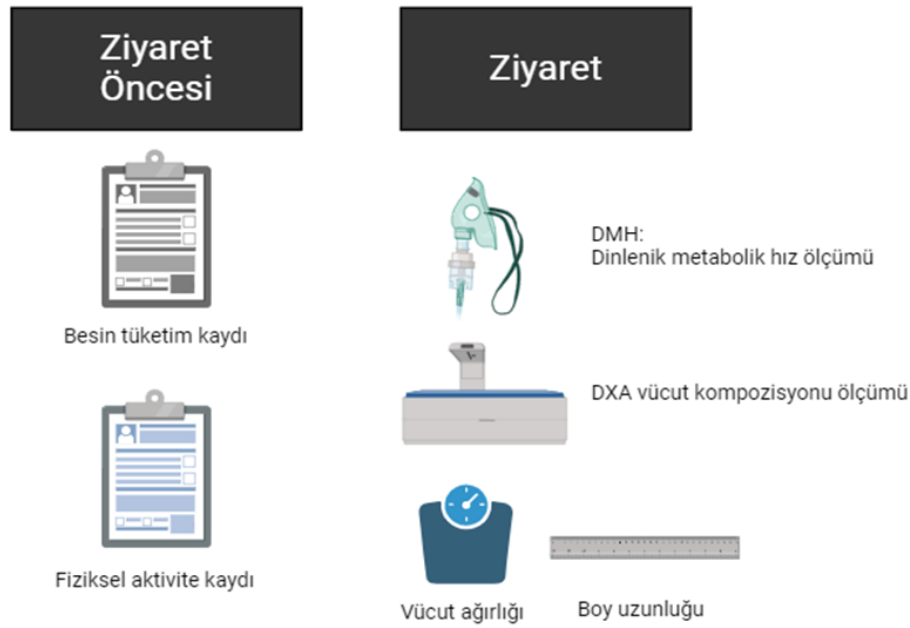 Ziyaret
Öncesi
Besin tüketim kaydı
Fiziksel aktivite kaydı
Ziyaret
DMH:
Dinlenik metabolik hız ölçümü
DXA vücut kompozisyonu ölçümü
Vücut ağırlığı
Boy uzunluğu